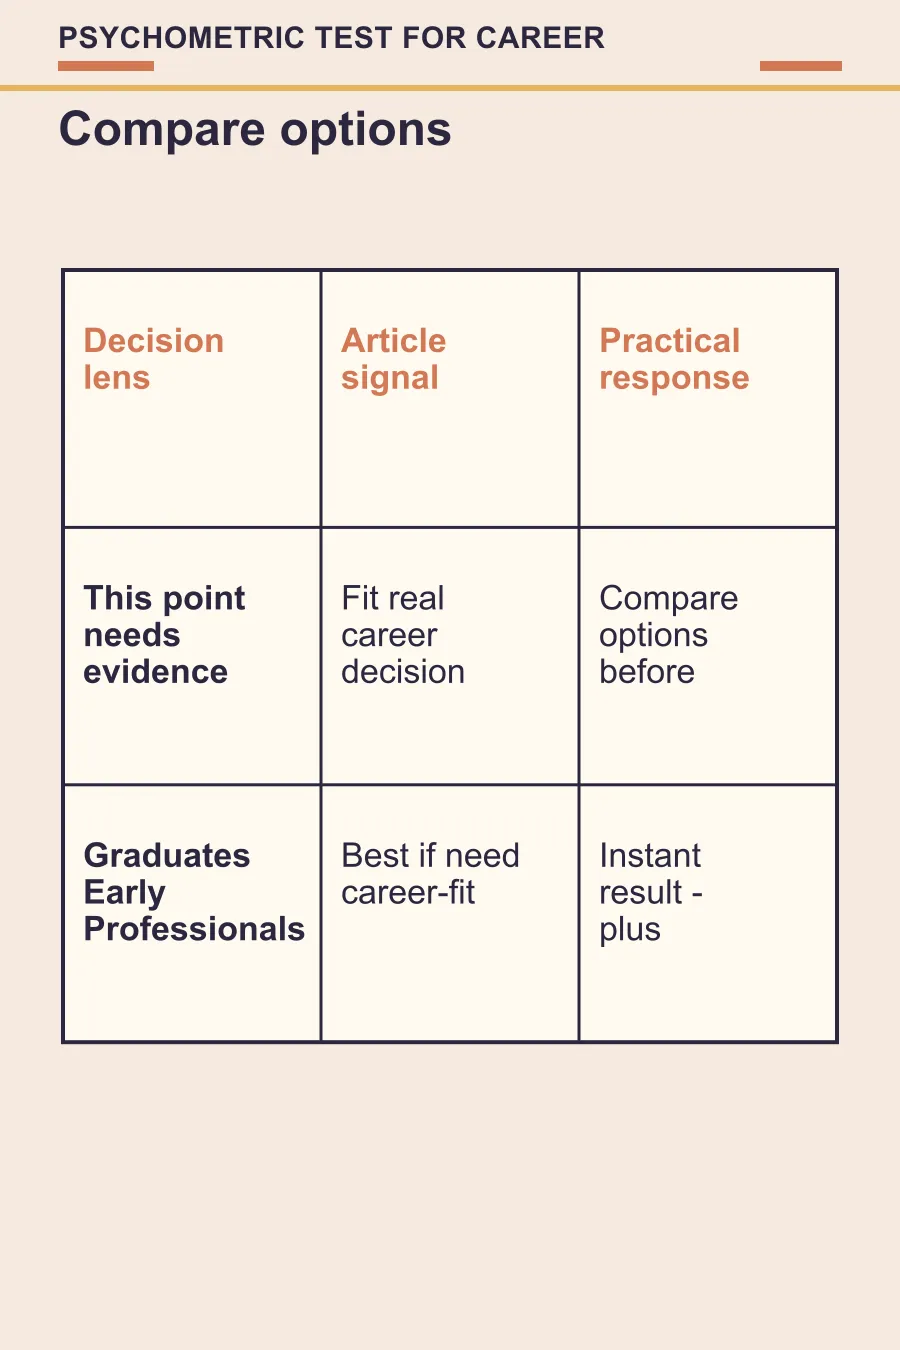 PSYCHOMETRIC TEST FOR CAREER
Compare options
Decision
lens
Article
signal
Practical
response
This point
needs
evidence
Fit real
career
decision
Compare
options
before
Graduates
Early
Professionals
Best if need
career-fit
Instant
result -
plus